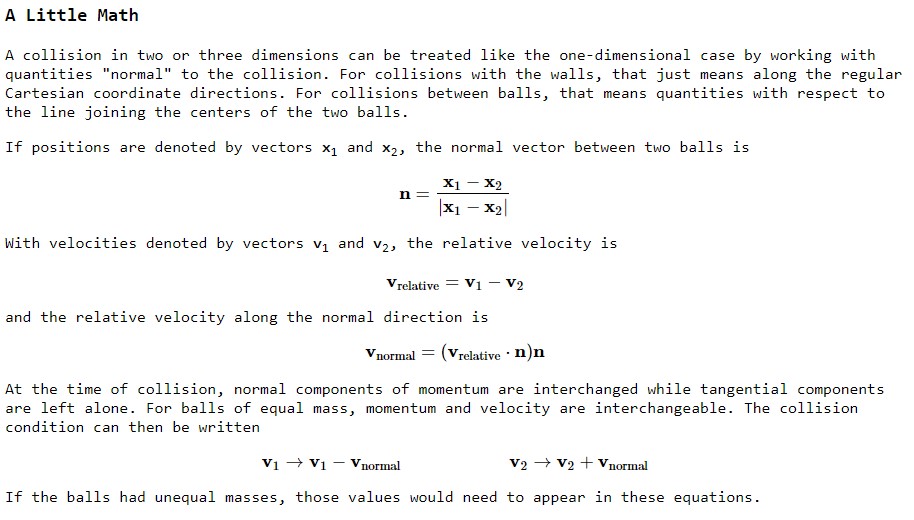 A Little Math
A collision in two or three dimensions can be treated like the one-dimensional case by working with
quantities "normal" to the collision. For collisions with the walls, that just means along the regular
Cartesian coordinate directions. For collisions between balls, that means quantities with respect to
the line joining the centers of the two balls.
If positions are denoted by vectors x₁ and x₂, the normal vector between two balls is
n = (x₁ − x₂) / |x₁ − x₂|
With velocities denoted by vectors v₁ and v₂, the relative velocity is
v_relative = v₁ − v₂
and the relative velocity along the normal direction is
v_normal = (v_relative · n)n
At the time of collision, normal components of momentum are interchanged while tangential components
are left alone. For balls of equal mass, momentum and velocity are interchangeable. The collision
condition can then be written
v₁ → v₁ − v_normal v₂ → v₂ + v_normal
If the balls had unequal masses, those values would need to appear in these equations.